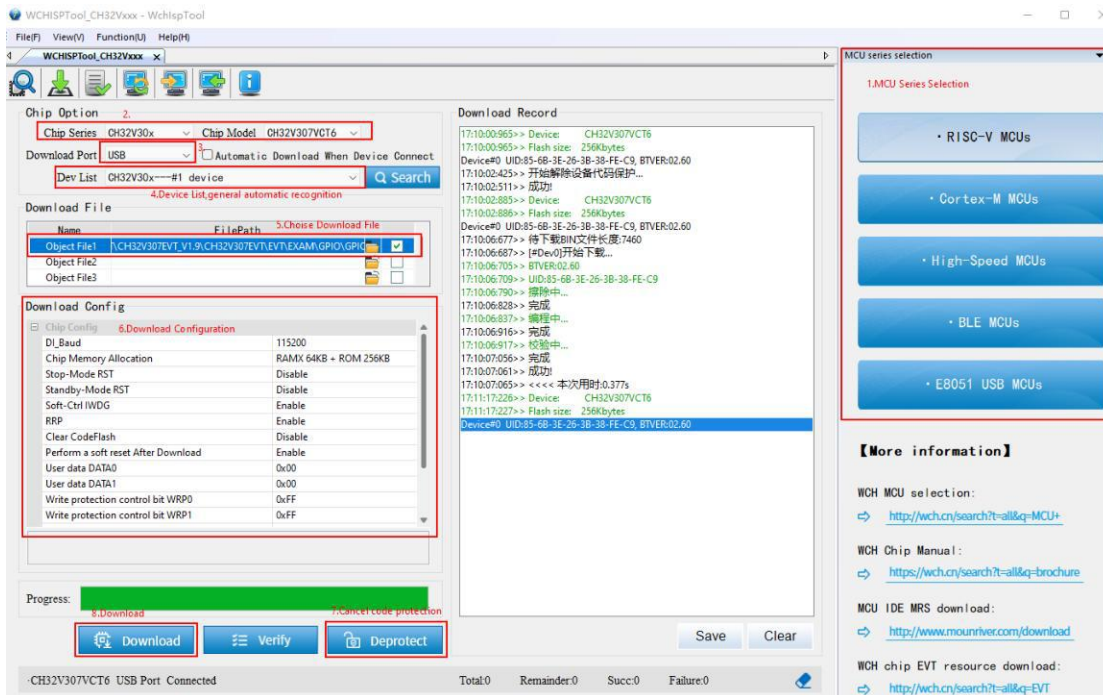 WCHISPTool_CH32Vxxx - WchIspTool
File(F) View(V) Function(U) Help(H)
WCHISPTool_CH32Vxxx x
MCU series selection
1.MCU Series Selection
Chip Option 2.
Chip Series CH32V30x Chip Model CH32V307VCT6
Download Port USB 3. Automatic Download When Device Connect
Dev List CH32V30x---#1 device Search
4.Device List,general automatic recognition
Download File
Name FilePath 5.Choise Download File
Object File1 \CH32V307EVT_V1.9\CH32V307EVT\EVT\EXAM\GPIO\GPIO
Object File2
Object File3
Download Config
Chip Config 6.Download Configuration
DI_Baud 115200
Chip Memory Allocation RAMX 64KB + ROM 256KB
Stop-Mode RST Disable
Standby-Mode RST Disable
Soft-Ctrl IWDG Enable
RRP Enable
Clear CodeFlash Disable
Perform a soft reset After Download Enable
User data DATA0 0x00
User data DATA1 0x00
Write protection control bit WRP0 0xFF
Write protection control bit WRP1 0xFF
Progress:
8.Download 7.Cancel code protection
Download Verify Deprotect
Download Record
17:10:00:965>> Device: CH32V307VCT6
17:10:00:965>> Flash size: 256Kbytes
Device#0 UID:85-6B-3E-26-3B-38-FE-C9, BTVER:02.60
17:10:02:425>> 开始解除设备代码保护...
17:10:02:511>> 成功!
17:10:02:885>> Device: CH32V307VCT6
17:10:02:886>> Flash size: 256Kbytes
Device#0 UID:85-6B-3E-26-3B-38-FE-C9, BTVER:02.60
17:10:06:677>> 待下载BIN文件长度:7460
17:10:06:687>> [#Dev0]开始下载...
17:10:06:705>> BTVER:02.60
17:10:06:709>> UID:85-6B-3E-26-3B-38-FE-C9
17:10:06:790>> 擦除中...
17:10:06:828>> 完成
17:10:06:837>> 编程中...
17:10:06:916>> 完成
17:10:06:917>> 校验中...
17:10:07:056>> 完成
17:10:07:061>> 成功!
17:10:07:065>> <<<< 本次用时:0.377s
17:11:17:226>> Device: CH32V307VCT6
17:11:17:227>> Flash size: 256Kbytes
Device#0 UID:85-6B-3E-26-3B-38-FE-C9, BTVER:02.60
Save Clear
· RISC-V MCUs
· Cortex-M MCUs
· High-Speed MCUs
· BLE MCUs
· E8051 USB MCUs
【More information】
WCH MCU selection:
http://wch.cn/search?t=all&q=MCU+
WCH Chip Manual:
https://wch.cn/search?t=all&q=brochure
MCU IDE MRS download:
http://www.mounriver.com/download
WCH chip EVT resource download:
http://wch.cn/search?t=all&q=EVT
·CH32V307VCT6 USB Port Connected Total:0 Remainder:0 Succ:0 Failure:0